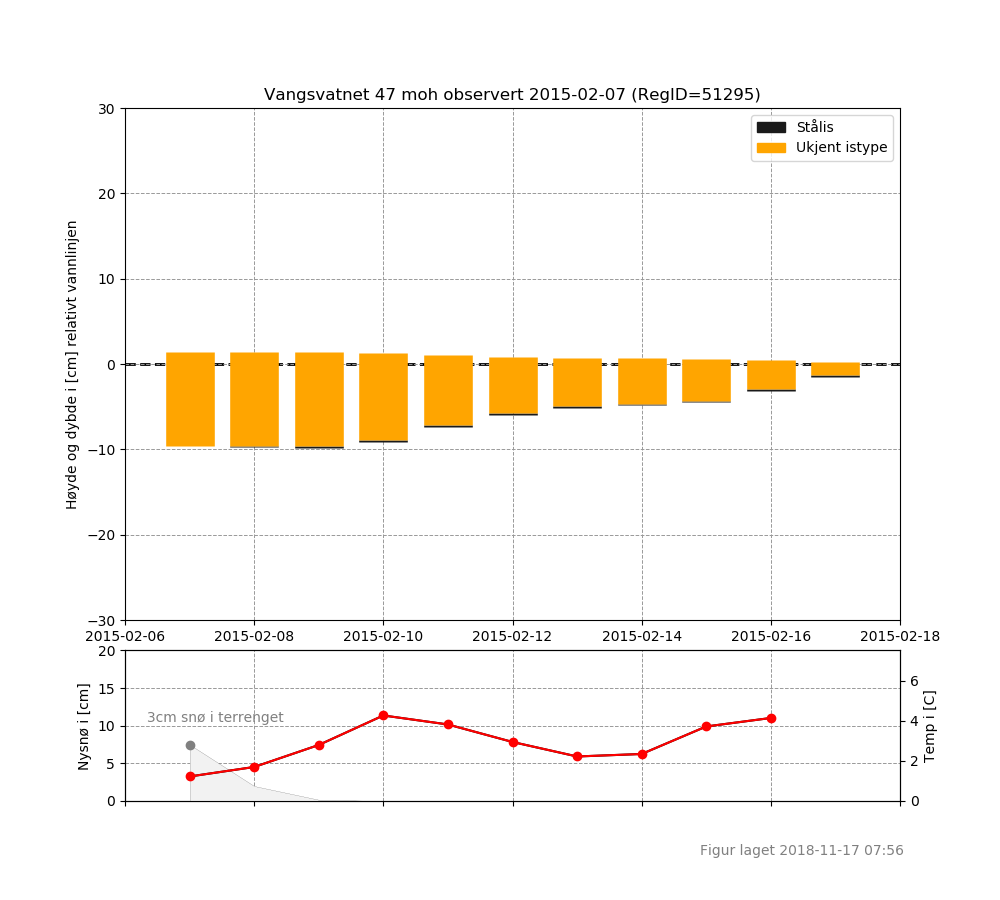 Vangsvatnet 47 moh observert 2015-02-07 (RegID=51295)
Stålis
Ukjent istype
Høyde og dybde i [cm] relativt vannlinjen
30
20
10
0
−10
−20
−30
2015-02-06 2015-02-08 2015-02-10 2015-02-12 2015-02-14 2015-02-16 2015-02-18
Nysnø i [cm]
20
15
10
5
0
3cm snø i terrenget
6
4
2
0
Temp i [C]
Figur laget 2018-11-17 07:56